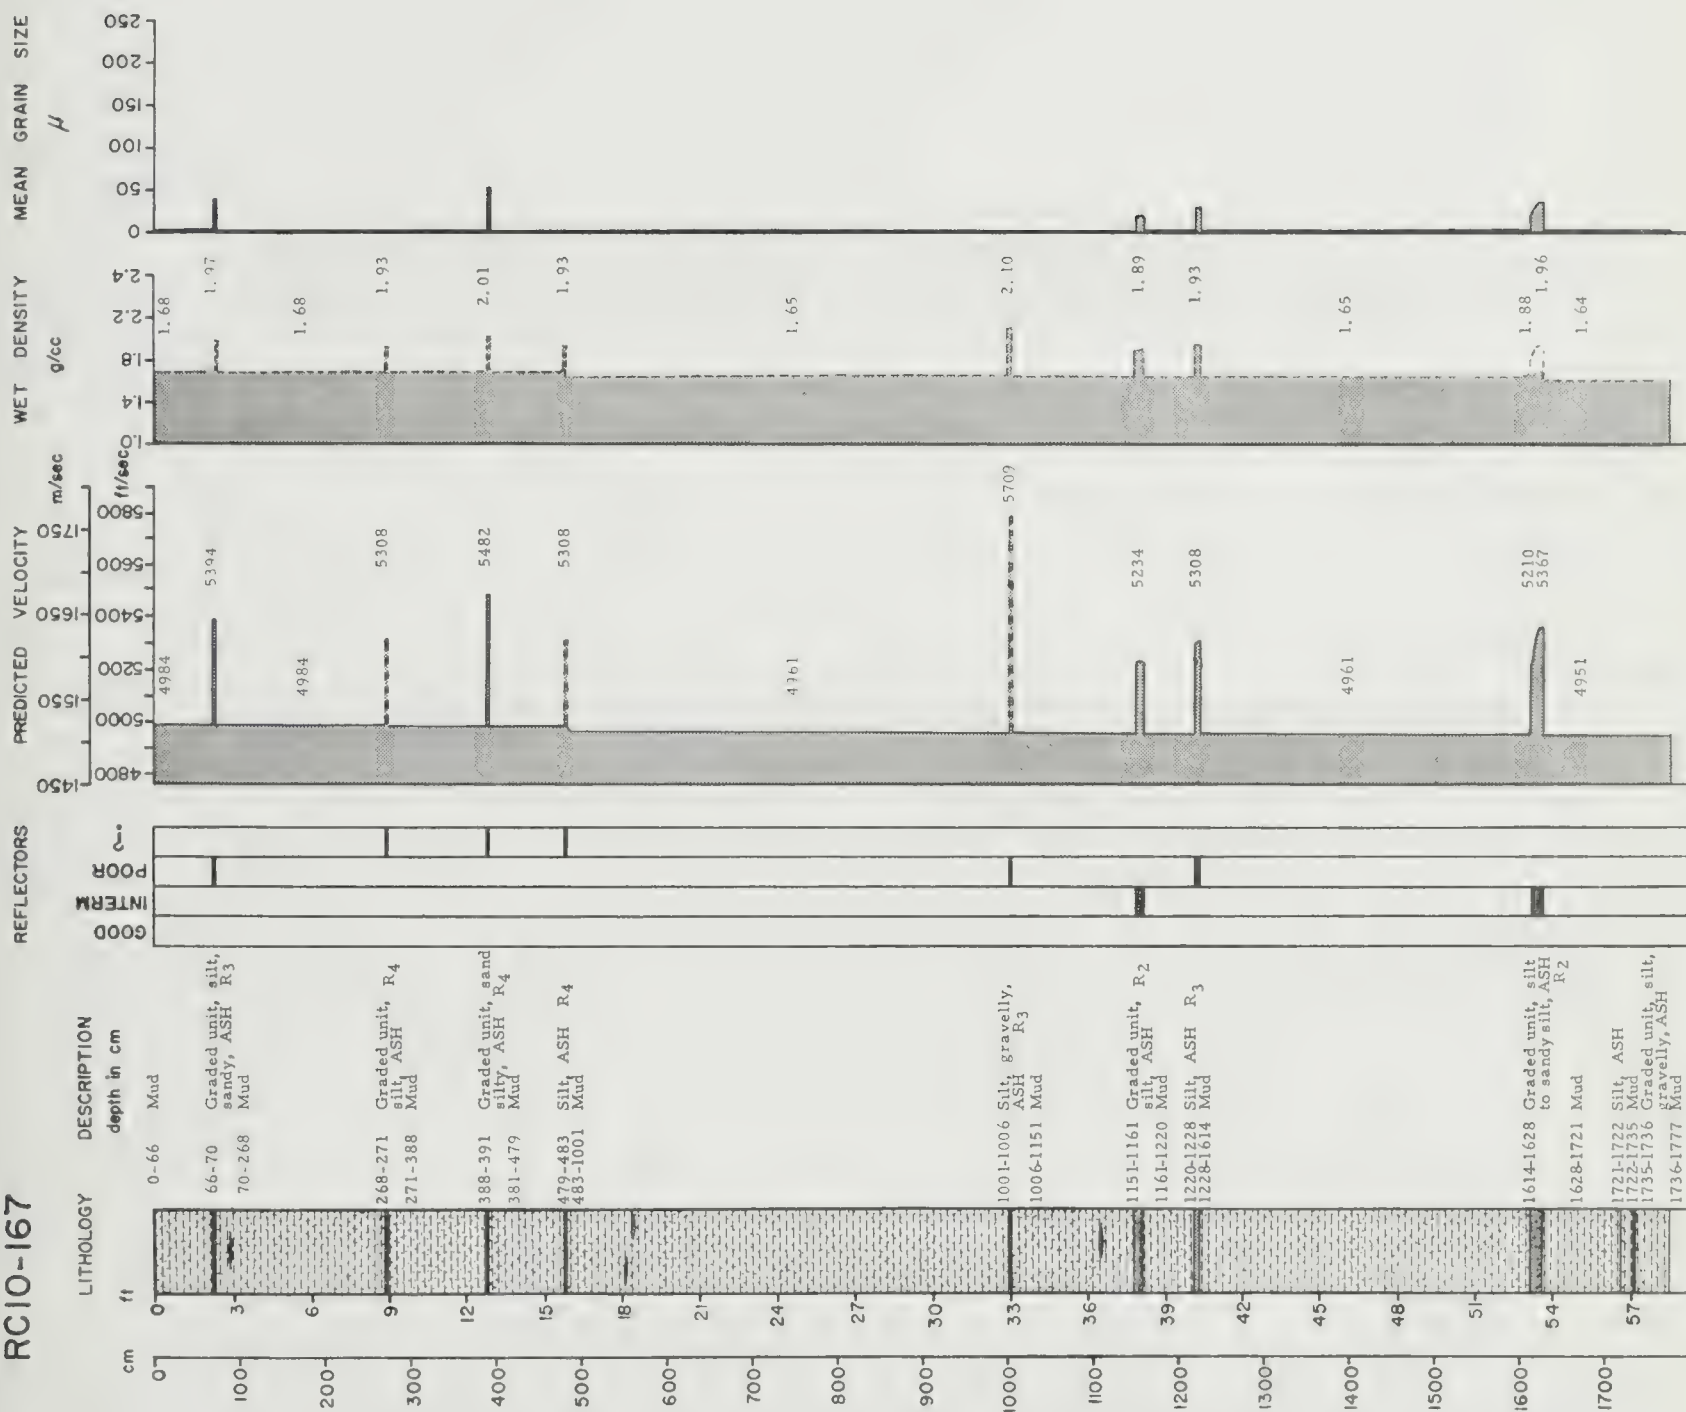 RC10-167
cm
0
100
200
300
400
500
600
700
800
900
1000
1100
1200
1300
1400
1500
1600
1700
LITHOLOGY
ft
0
3
6
9
12
15
18
21
24
27
30
33
36
39
42
45
48
51
54
57
DESCRIPTION
depth in cm
0-66 Mud
66-70 Graded unit, silt,
sandy, ASH R3
70-268 Mud
268-271 Graded unit, R4
silt, ASH
271-388 Mud
388-391 Graded unit, sand
silty, ASH R4
381-479 Mud
479-483 Silt, ASH R4
483-1001 Mud
1001-1006 Silt, gravelly,
ASH R3
1006-1151 Mud
1151-1161 Graded unit, R2
silt, ASH
1161-1220 Mud
1220-1228 Silt, ASH R3
1228-1614 Mud
1614-1628 Graded unit, silt
to sandy silt, ASH
R2
1628-1721 Mud
1721-1722 Silt, ASH
1722-1735 Mud
1735-1736 Graded unit, silt,
gravelly, ASH
1736-1777 Mud
REFLECTORS
GOOD
INTERM
POOR
?
PREDICTED VELOCITY
m/sec
1450
1550
1650
1750
ft/sec
4800
5000
5200
5400
5600
5800
4984
5394
4984
5308
5482
5308
4961
5709
5234
5308
4961
5210
5367
4951
WET DENSITY
g/cc
1.0
1.4
1.8
2.2
2.4
1.68
1.97
1.68
1.93
2.01
1.93
1.65
2.10
1.89
1.93
1.65
1.88
1.96
1.64
MEAN GRAIN SIZE
μ
0
50
100
150
200
250